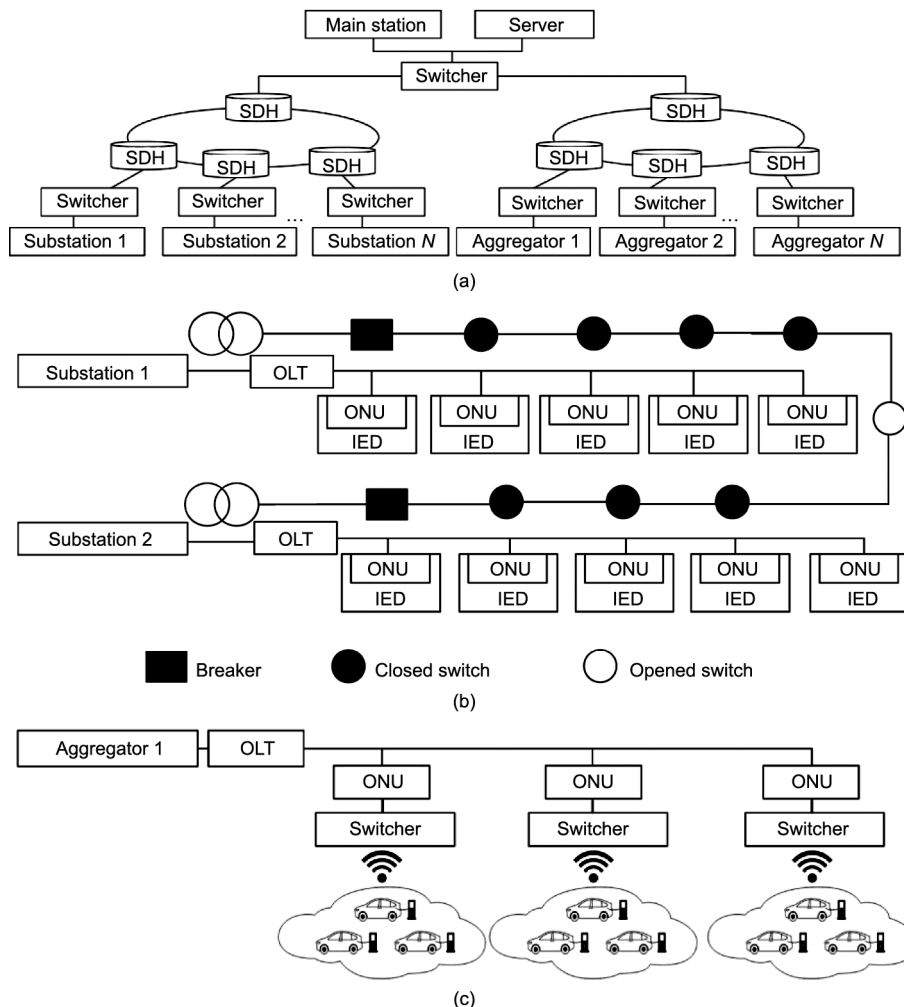 Main station Server
Switcher
SDH SDH
SDH SDH SDH SDH SDH SDH
Switcher Switcher Switcher Switcher Switcher Switcher
... ...
Substation 1 Substation 2 Substation N Aggregator 1 Aggregator 2 Aggregator N
(a)
Substation 1 OLT
ONU ONU ONU ONU ONU
IED IED IED IED IED
Substation 2 OLT
ONU ONU ONU ONU ONU
IED IED IED IED IED
Breaker Closed switch Opened switch
(b)
Aggregator 1 OLT
ONU ONU ONU
Switcher Switcher Switcher
(c)